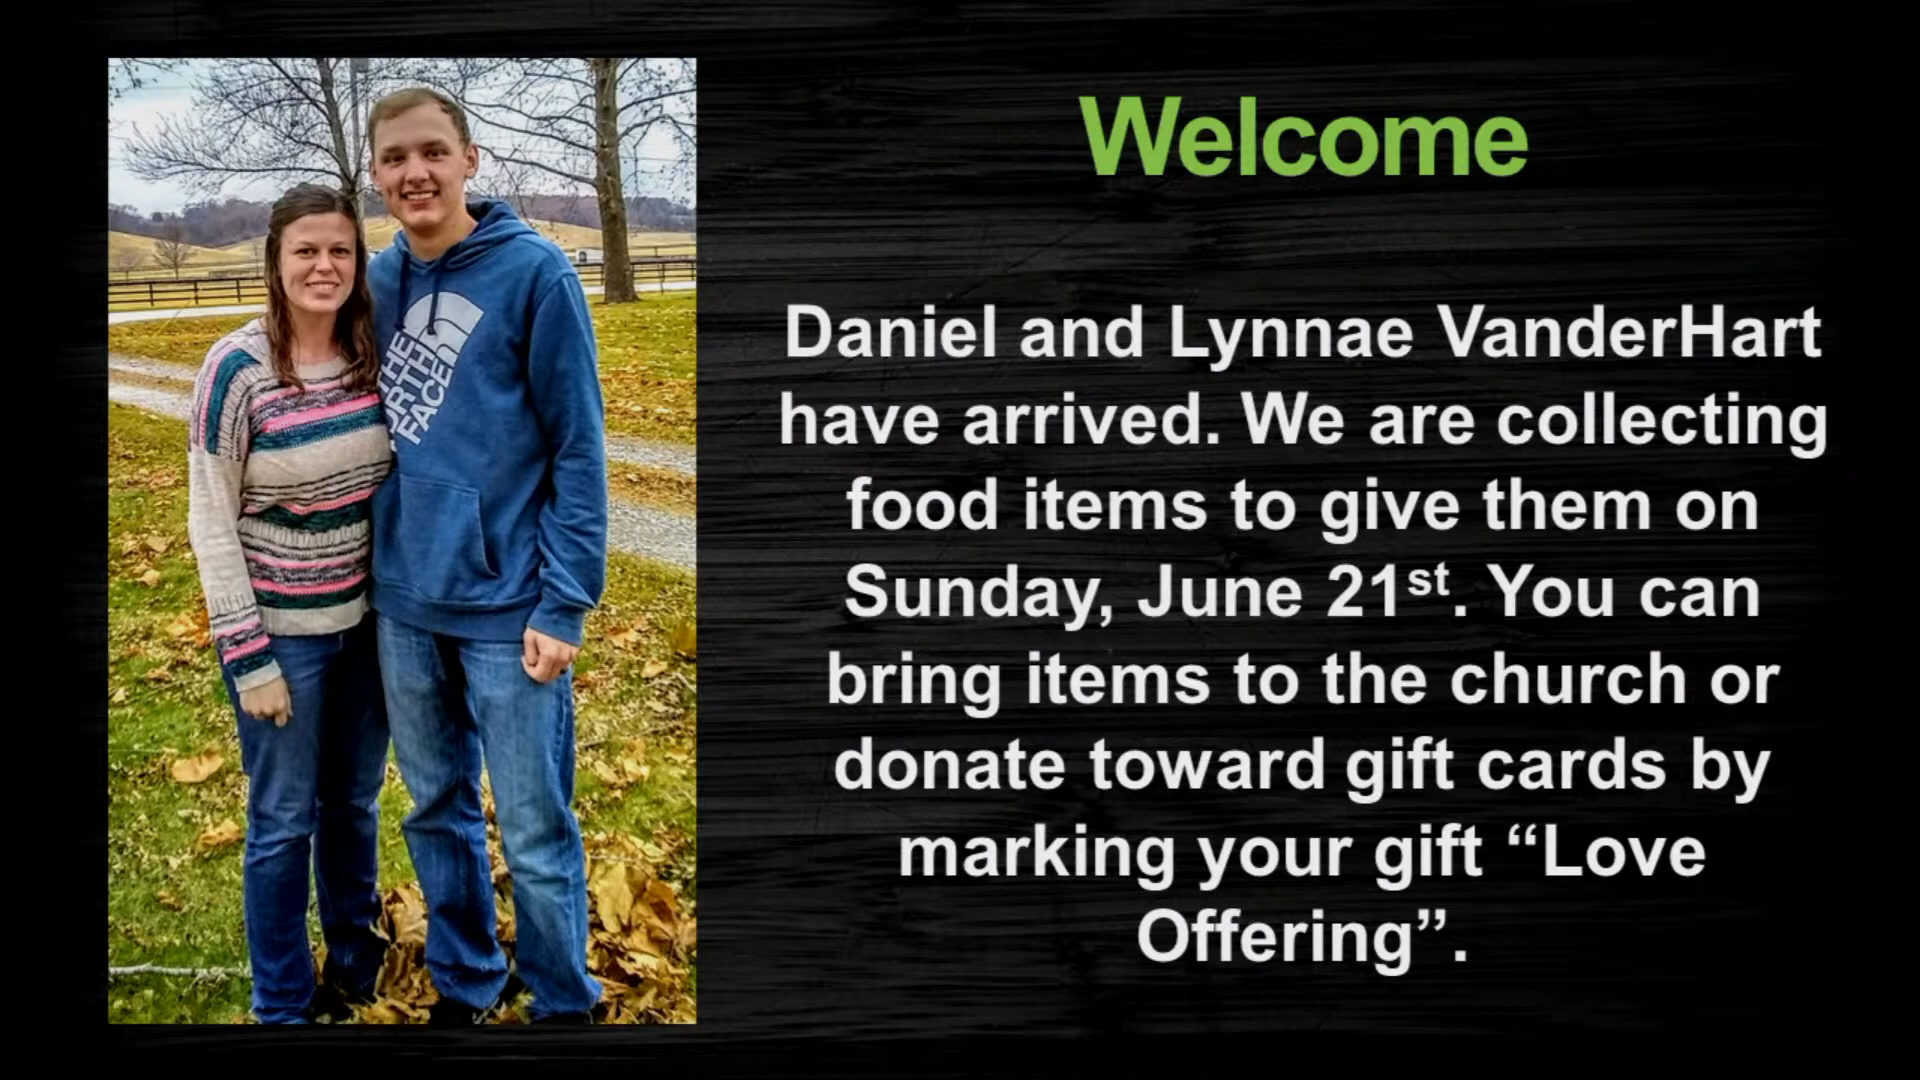 Welcome
Daniel and Lynnae VanderHart
have arrived. We are collecting
food items to give them on
Sunday, June 21st. You can
bring items to the church or
donate toward gift cards by
marking your gift “Love
Offering”.
THE
NORTH
FACE